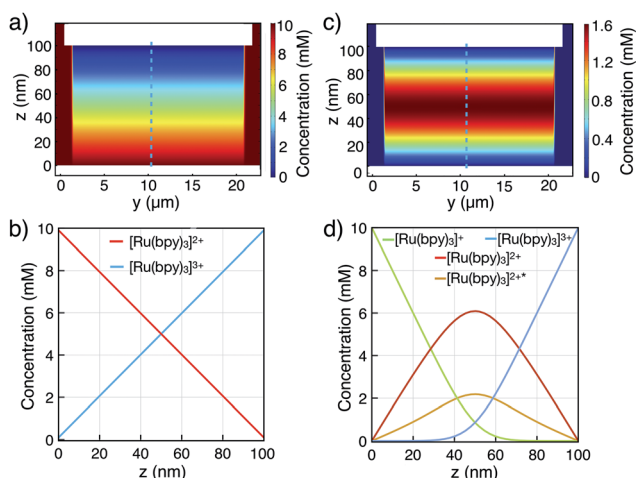 a)
100
80
60
40
20
0
z (nm)
0
5
10
15
20
y (µm)
10
8
6
4
2
0
Concentration (mM)
c)
100
80
60
40
20
0
z (nm)
0
5
10
15
20
y (µm)
1.6
1.2
0.8
0.4
0
Concentration (mM)
b)
10
8
6
4
2
0
Concentration (mM)
[Ru(bpy)₃]²⁺
[Ru(bpy)₃]³⁺
0 20 40 60 80 100
z (nm)
d)
10
8
6
4
2
0
Concentration (mM)
[Ru(bpy)₃]⁺
[Ru(bpy)₃]³⁺
[Ru(bpy)₃]²⁺
[Ru(bpy)₃]²⁺*
0 20 40 60 80 100
z (nm)